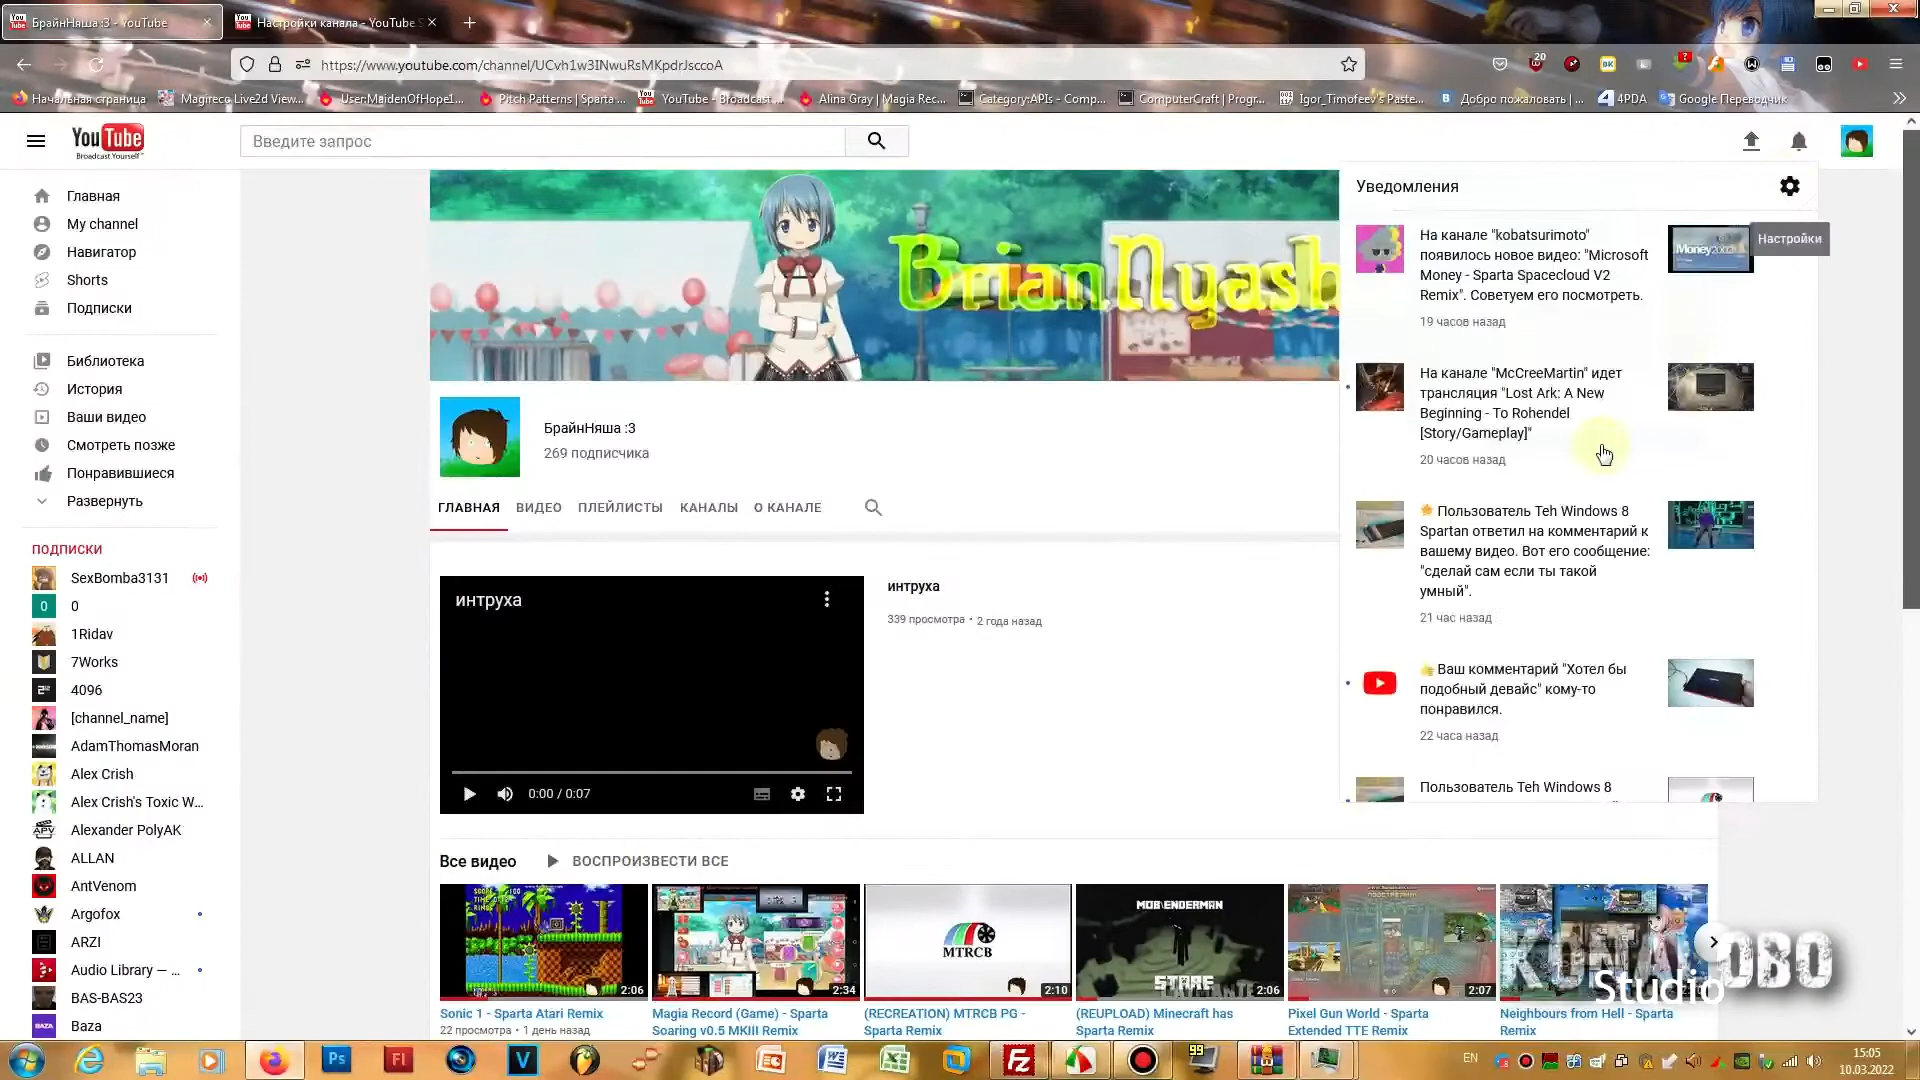 БрайнНяша :3 - YouTube
Настройки канала - YouTube S
https://www.youtube.com/channel/UCvh1w3INwuRsMKpdrJsccoA
20
Начальная страница
Magireco Live2d View...
User:MaidenOfHope1...
Pitch Patterns | Sparta ...
YouTube - Broadcast...
Alina Gray | Magia Rec...
Category:APIs - Comp...
ComputerCraft | Progr...
Igor_Timofeev's Paste...
Добро пожаловать | ...
4PDA
Google Переводчик
YouTube
Broadcast Yourself™
Введите запрос
Главная
My channel
Навигатор
Shorts
Подписки
Библиотека
История
Ваши видео
Смотреть позже
Понравившиеся
Развернуть
ПОДПИСКИ
SexBomba3131
0
0
1Ridav
7Works
4096
[channel_name]
AdamThomasMoran
Alex Crish
Alex Crish's Toxic W...
Alexander PolyAK
ALLAN
AntVenom
Argofox
ARZI
Audio Library — ...
BAS-BAS23
Baza
BrianNyash
БрайнНяша :3
269 подписчика
ГЛАВНАЯ
ВИДЕО
ПЛЕЙЛИСТЫ
КАНАЛЫ
О КАНАЛЕ
интруха
0:00 / 0:07
интруха
339 просмотра • 2 года назад
Все видео
ВОСПРОИЗВЕСТИ ВСЕ
2:06
Sonic 1 - Sparta Atari Remix
22 просмотра • 1 день назад
2:34
Magia Record (Game) - Sparta
Soaring v0.5 MKIII Remix
MTRCB
2:10
(RECREATION) MTRCB PG -
Sparta Remix
MOB ENDERMAN
STARE
2:06
(REUPLOAD) Minecraft has
Sparta Remix
2:07
Pixel Gun World - Sparta
Extended TTE Remix
Neighbours from Hell - Sparta
Remix
Уведомления
Настройки
На канале "kobatsurimoto"
появилось новое видео: "Microsoft
Money - Sparta Spacecloud V2
Remix". Советуем его посмотреть.
19 часов назад
На канале "McCreeMartin" идет
трансляция "Lost Ark: A New
Beginning - To Rohendel
[Story/Gameplay]"
20 часов назад
Пользователь Teh Windows 8
Spartan ответил на комментарий к
вашему видео. Вот его сообщение:
"сделай сам если ты такой
умный".
21 час назад
Ваш комментарий "Хотел бы
подобный девайс" кому-то
понравился.
22 часа назад
Пользователь Teh Windows 8
Studio
EN
15:05
10.03.2022